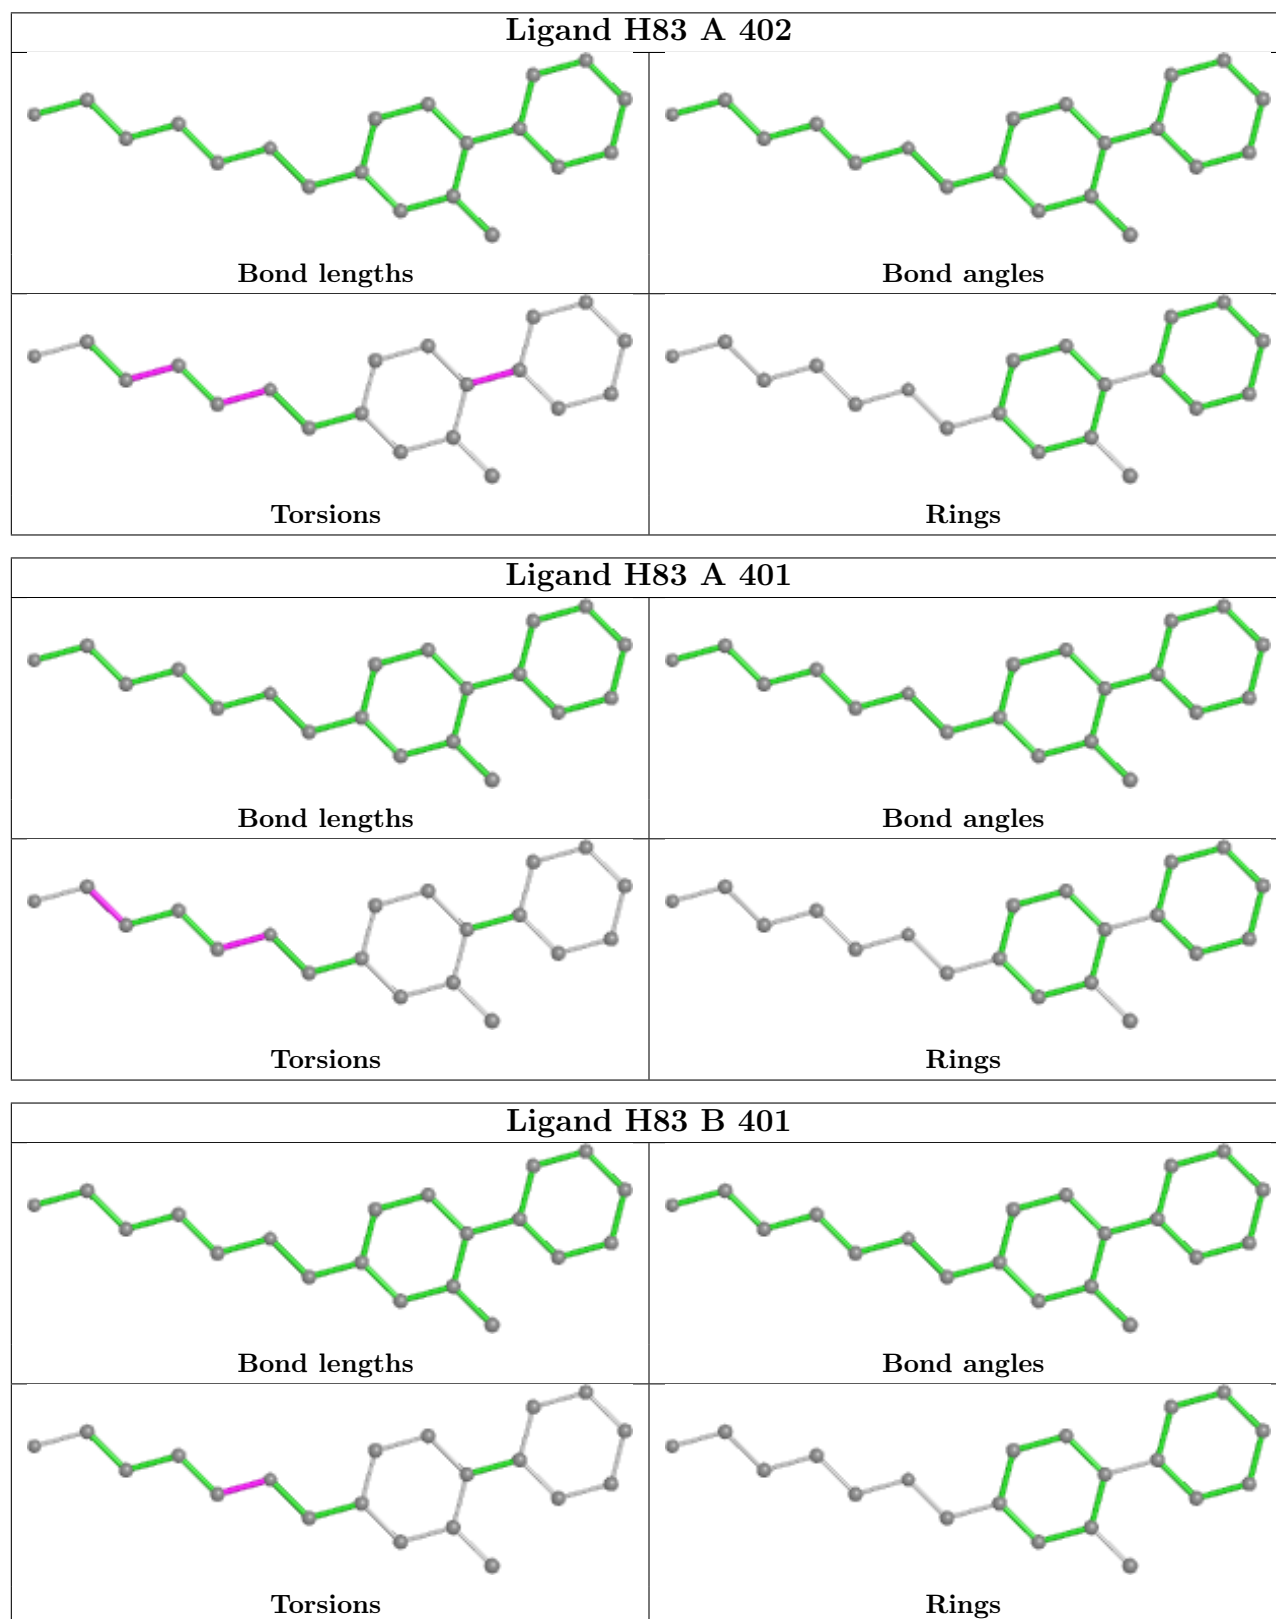 Ligand H83 A 402
Bond lengths
Bond angles
Torsions
Rings
Ligand H83 A 401
Bond lengths
Bond angles
Torsions
Rings
Ligand H83 B 401
Bond lengths
Bond angles
Torsions
Rings